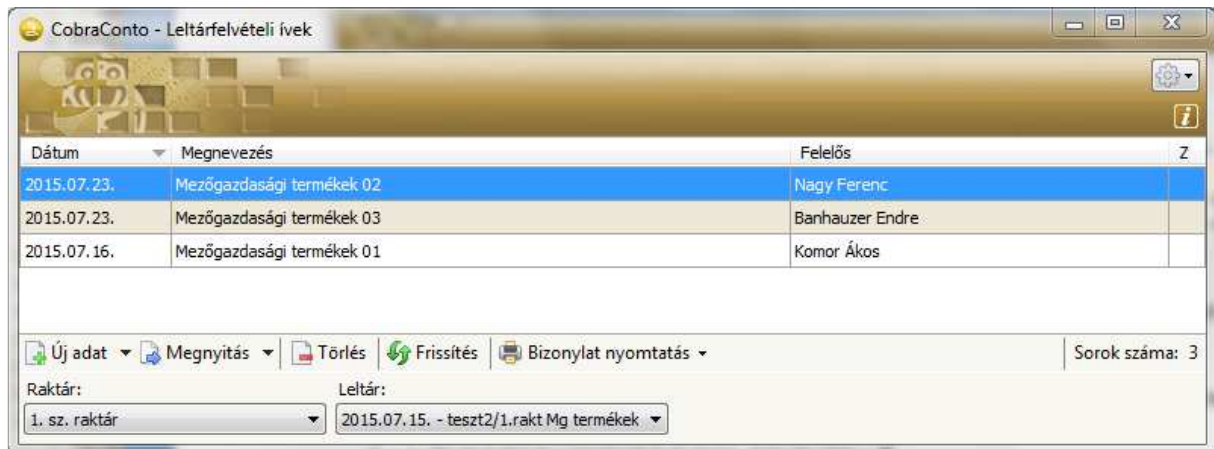 CobraConto - Leltárfelvételi ívek
Dátum Megnevezés Felelős Z
2015.07.23. Mezőgazdasági termékek 02 Nagy Ferenc
2015.07.23. Mezőgazdasági termékek 03 Banhauzer Endre
2015.07.16. Mezőgazdasági termékek 01 Komor Ákos
Új adat Megnyitás Törlés Frissítés Bizonylat nyomtatás Sorok száma: 3
Raktár: Leltár:
1. sz. raktár 2015.07.15. - teszt2/1.rakt Mg termékek